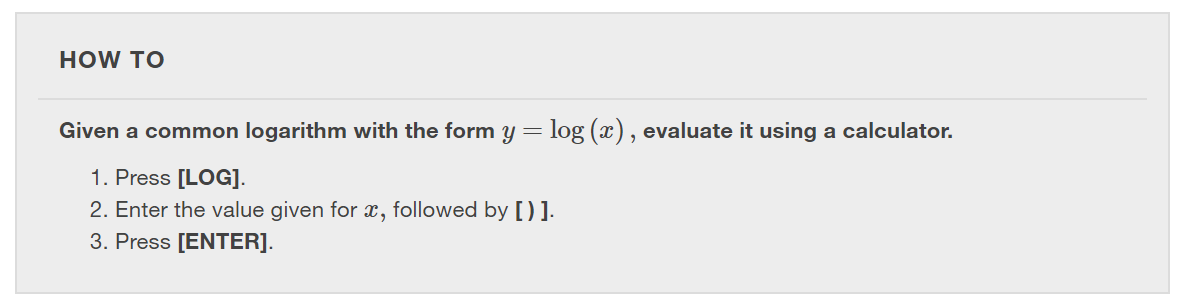 HOW TO
Given a common logarithm with the form y = log (x) , evaluate it using a calculator.
1. Press [LOG].
2. Enter the value given for x, followed by [ ) ].
3. Press [ENTER].